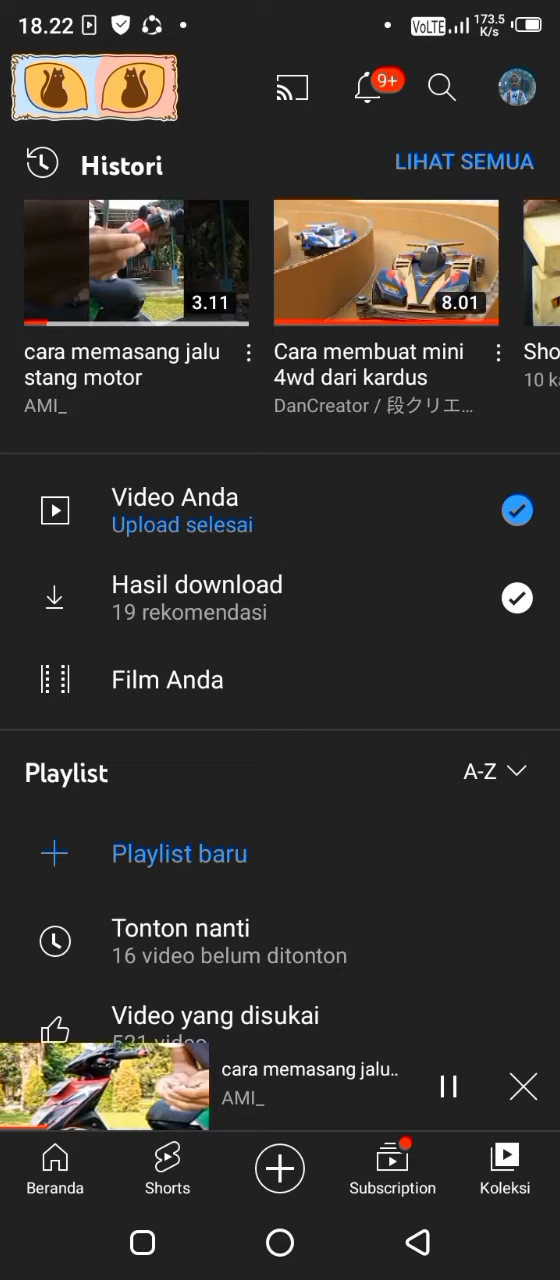 18.22
VoLTE
173.5
K/s
9+
Histori
LIHAT SEMUA
3.11
8.01
cara memasang jalu
stang motor
AMI_
Cara membuat mini
4wd dari kardus
DanCreator / 段クリエ...
Sho
10 k
Video Anda
Upload selesai
Hasil download
19 rekomendasi
Film Anda
Playlist
A-Z
Playlist baru
Tonton nanti
16 video belum ditonton
Video yang disukai
531 video
cara memasang jalu..
AMI_
Beranda
Shorts
Subscription
Koleksi